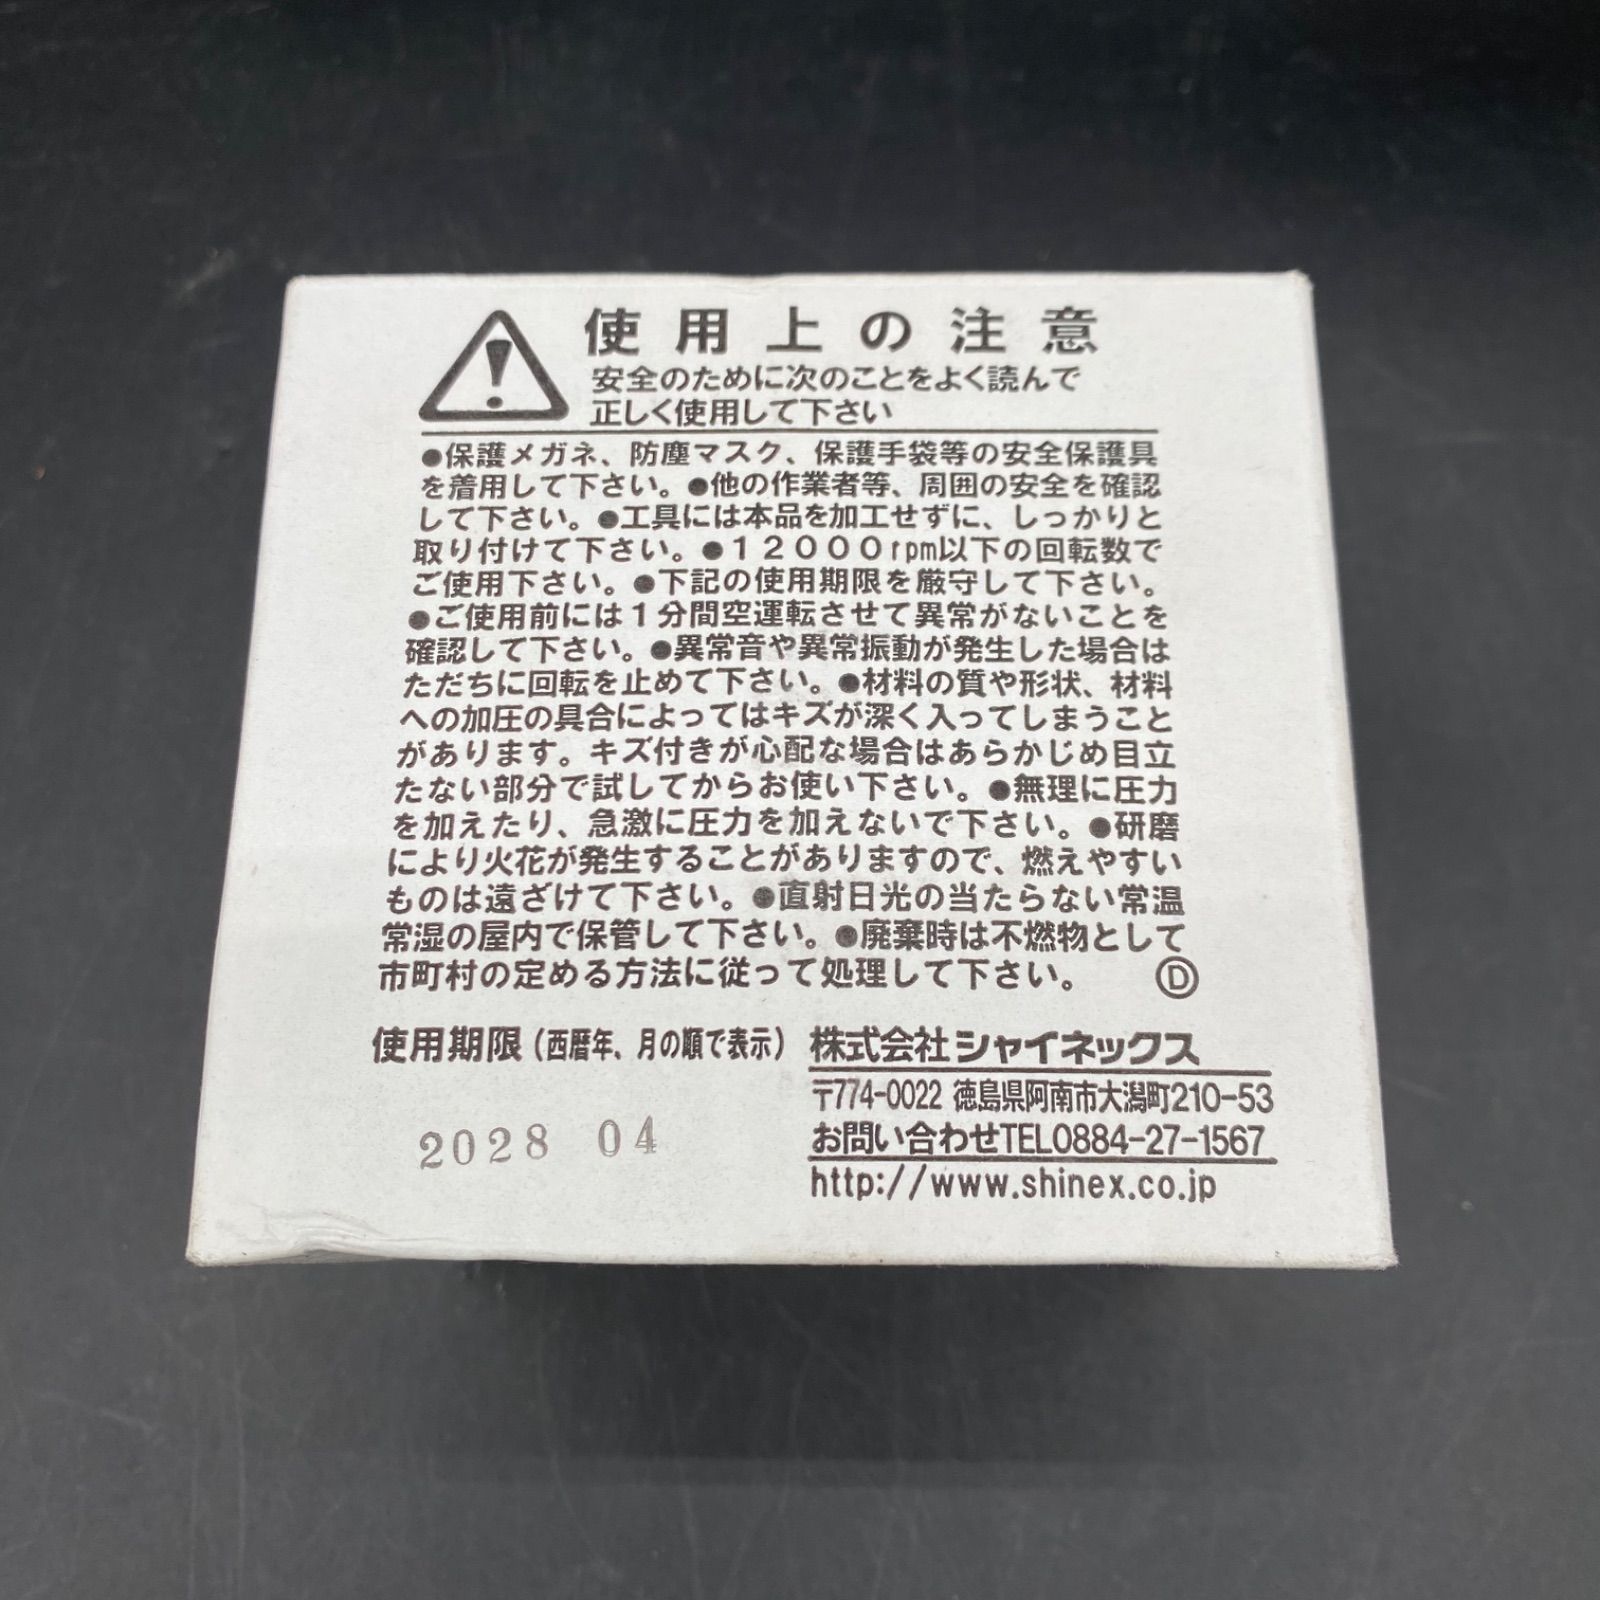 使用上の注意
安全のために次のことをよく読んで
正しく使用して下さい
●保護メガネ、防塵マスク、保護手袋等の安全保護具
を着用して下さい。●他の作業者等、周囲の安全を確認
して下さい。●工具には本品を加工せずに、しっかりと
取り付けて下さい。●12000rpm以下の回転数で
ご使用下さい。●下記の使用期限を厳守して下さい。
●ご使用前には1分間空運転させて異常がないことを
確認して下さい。●異常音や異常振動が発生した場合は
ただちに回転を止めて下さい。●材料の質や形状、材料
への加圧の具合によってはキズが深く入ってしまうこと
があります。キズ付きが心配な場合はあらかじめ目立
たない部分で試してからお使い下さい。●無理に圧力
を加えたり、急激に圧力を加えないで下さい。●研磨
により火花が発生することがありますので、燃えやすい
ものは遠ざけて下さい。●直射日光の当たらない常温
常湿の屋内で保管して下さい。●廃棄時は不燃物として
市町村の定める方法に従って処理して下さい。 Ⓓ
使用期限(西暦年、月の順で表示)
2028 04
株式会社シャイネックス
〒774-0022 徳島県阿南市大潟町210-53
お問い合わせTEL0884-27-1567
http://www.shinex.co.jp